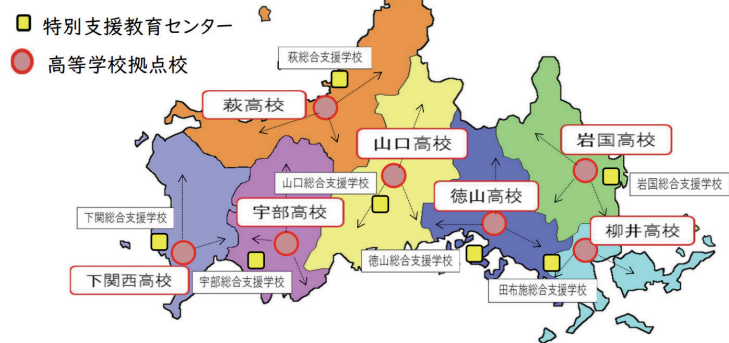 特別支援教育センター
高等学校拠点校
萩総合支援学校
萩高校
山口高校
岩国高校
山口総合支援学校
岩国総合支援学校
徳山高校
下関総合支援学校
宇部高校
柳井高校
徳山総合支援学校
下関西高校
宇部総合支援学校
田布施総合支援学校